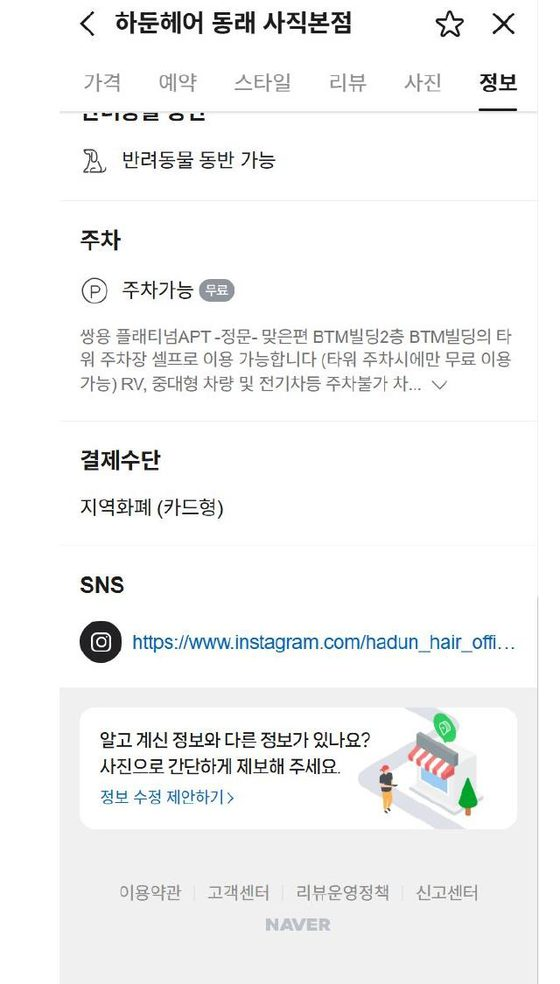 하둔헤어 동래 사직본점
가격 예약 스타일 리뷰 사진 정보
반려동물 동반
반려동물 동반 가능
주차
P 주차가능 무료
쌍용 플래티넘APT -정문- 맞은편 BTM빌딩2층 BTM빌딩의 타
워 주차장 셀프로 이용 가능합니다 (타워 주차시에만 무료 이용
가능) RV, 중대형 차량 및 전기차등 주차불가 차...
결제수단
지역화폐 (카드형)
SNS
https://www.instagram.com/hadun_hair_offi...
알고 계신 정보와 다른 정보가 있나요?
사진으로 간단하게 제보해 주세요.
정보 수정 제안하기
이용약관 고객센터 리뷰운영정책 신고센터
NAVER